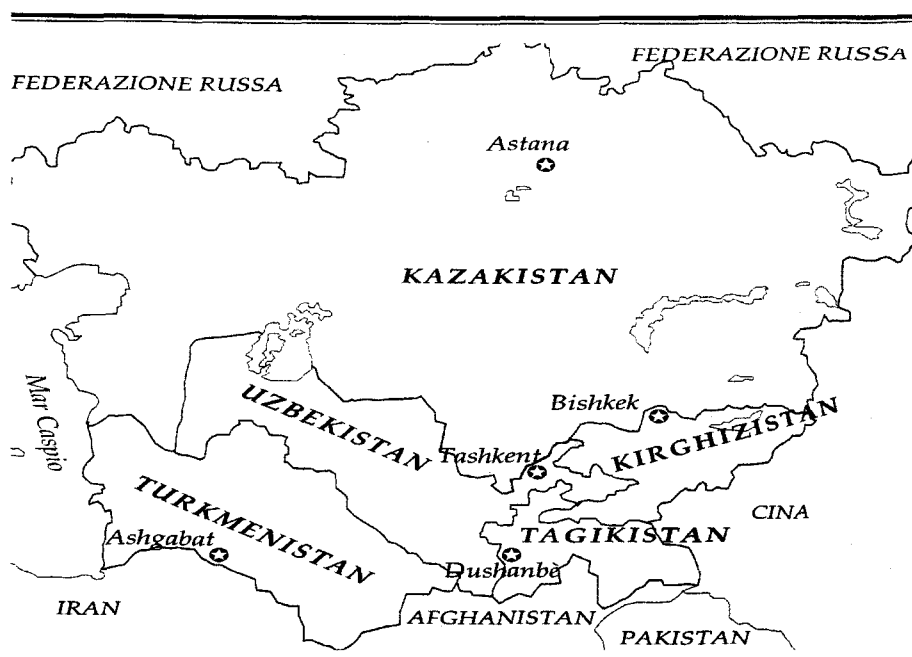 FEDERAZIONE RUSSA
FEDERAZIONE RUSSA
Astana
KAZAKISTAN
Mar Caspio
UZBEKISTAN
Bishkek
KIRGHIZISTAN
Tashkent
TURKMENISTAN
CINA
TAGIKISTAN
Ashgabat
Dushanbè
IRAN
AFGHANISTAN
PAKISTAN